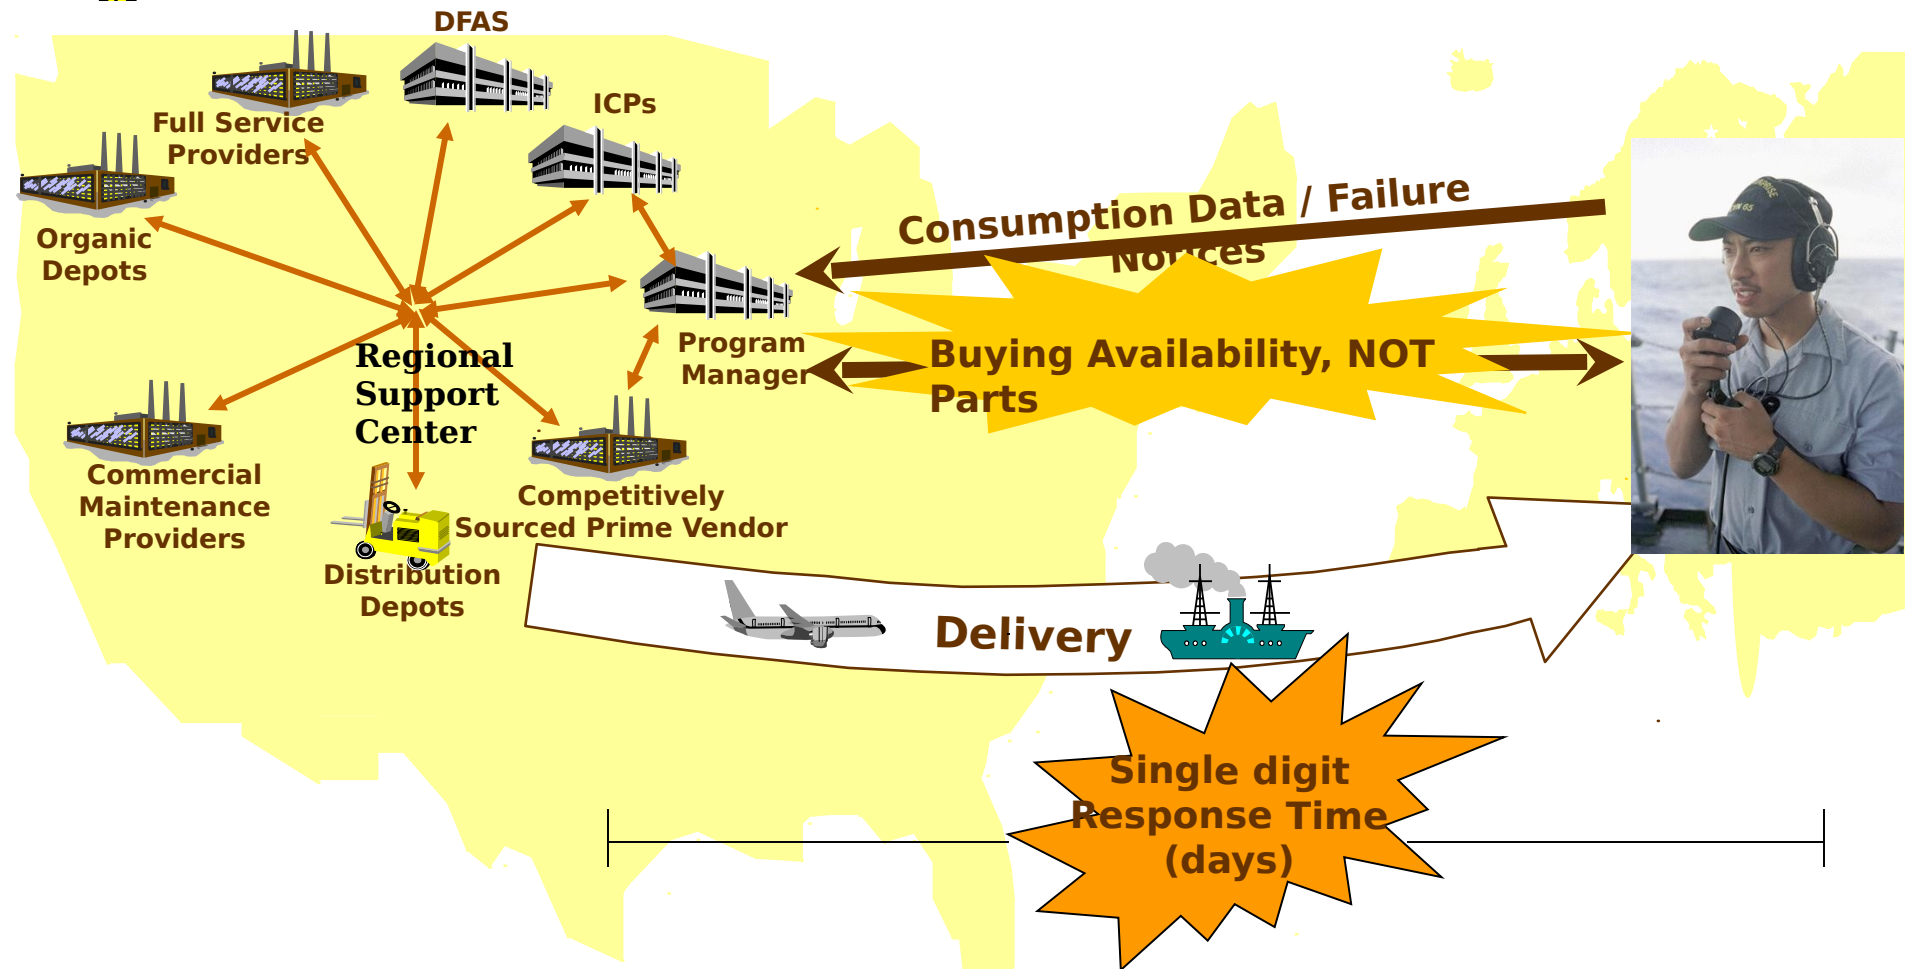 DFAS
ICPs
Full Service
Providers
Organic
Depots
Consumption Data / Failure
Notices
Program
Manager
Regional
Support
Center
Buying Availability, NOT
Parts
Commercial
Maintenance
Providers
Competitively
Sourced Prime Vendor
Distribution
Depots
Delivery
Single digit
Response Time
(days)